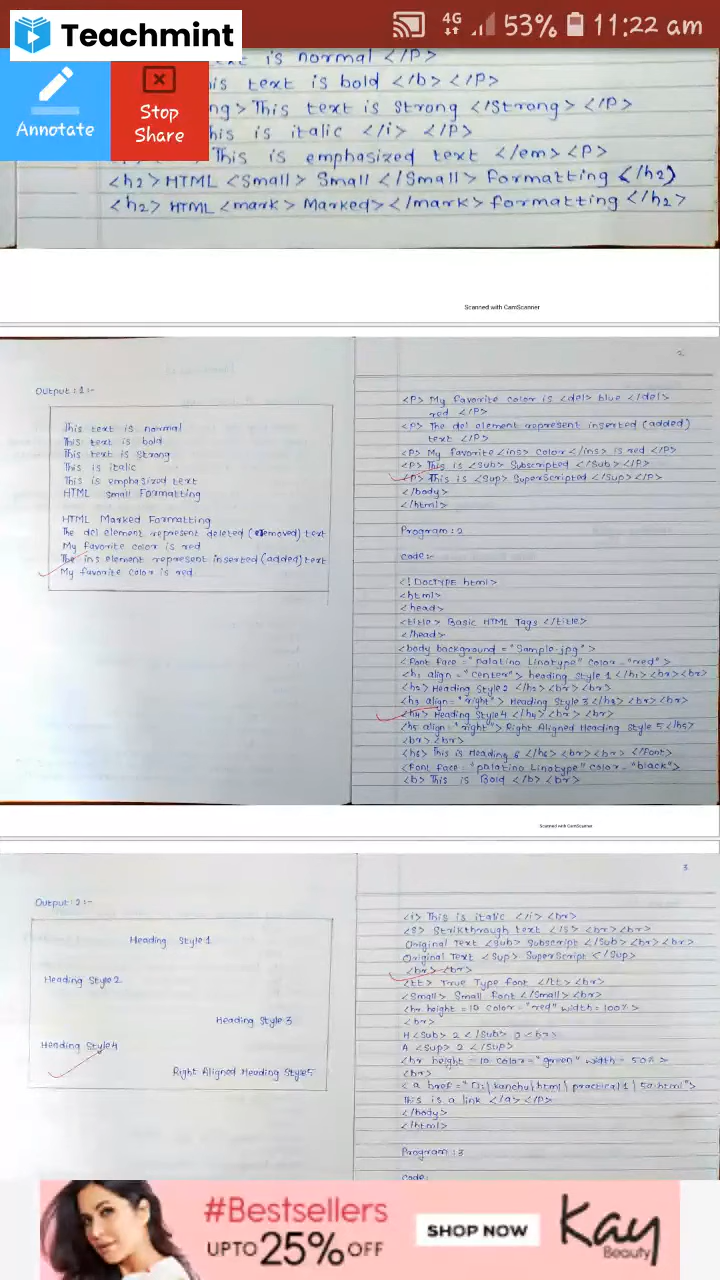 Teachmint
4G 53% 11:22 am
Annotate
Stop
Share
is normal </P>
is text is bold </b> </P>
ng> This text is Strong </Strong> </P>
his is italic </i> </P>
This is emphasized text </em> <P>
<h2> HTML <Small> Small </Small> Formatting </h2)
<h2> HTML <mark> Marked> </mark> formatting </h2>
Scanned with CamScanner
Output:1:-
This text is normal
This text is bold
This text is Strong
This is italic
This is emphasized text
HTML Small Formatting
HTML Marked Formatting
The del element represent deleted (removed) text
My favorite color is red
The ins element represent inserted (added) text
My favorite color is red
2
<P> My favorite color is <del> blue </del>
red </P>
<P> The del element represent inserted (added)
text </P>
<P> My favorite <ins> Color </ins> is red </P>
<P> This is <Sub> Subscripted </Sub> </P>
<P> This is <Sup> SuperScripted </Sup> </P>
</body>
</html>
Program:2
code:-
<! DOCTYPE html>
<html>
<head>
<title> Basic HTML Tags </title>
</head>
<body background = "Sample.jpg">
<font face = "palatino Linotype" color = "red">
<h1 align = "center"> heading style 1 </h1> <br> <br>
<h2> Heading Style 2 </h2> <br> <br>
<h3 align = "right"> Heading Style 3 </h3> <br> <br>
<h4> Heading Style 4 </h4> <br> <br>
<h5 align = "right"> Right Aligned Heading Style 5 </h5>
<br> <br>
<h6> This is Heading 6 </h6> <br> <br> </font>
<Font face = "palatino Linotype" color = "black">
<b> This is Bold </b> <br>
Scanned with CamScanner
Output:2:-
Heading Style 1
Heading Style 2
Heading Style 3
Heading Style 4
Right Aligned Heading Style 5
3
<i> This is italic </i> <br>
<S> Strikthrough text </S> <br> <br>
Original Text <Sub> Subscript </Sub> <br> <br>
Original Text <Sup> SuperScript </Sup>
<br> <br>
<tt> True Type font </tt> <br>
<Small> Small Font </Small> <br>
<hr height = 10 color = "red" width = 100%>
<br>
H <Sub> 2 </Sub> O <br>
A <Sup> 2 </Sup>
<hr height = 10 color = "green" width = 50%>
<br>
<a href = "D:\kanchu\html\practical1\5a.html">
This is a link </a> </P>
</body>
</html>
Program:3
code:
#Bestsellers
UPTO 25% OFF
SHOP NOW
Kay
Beauty